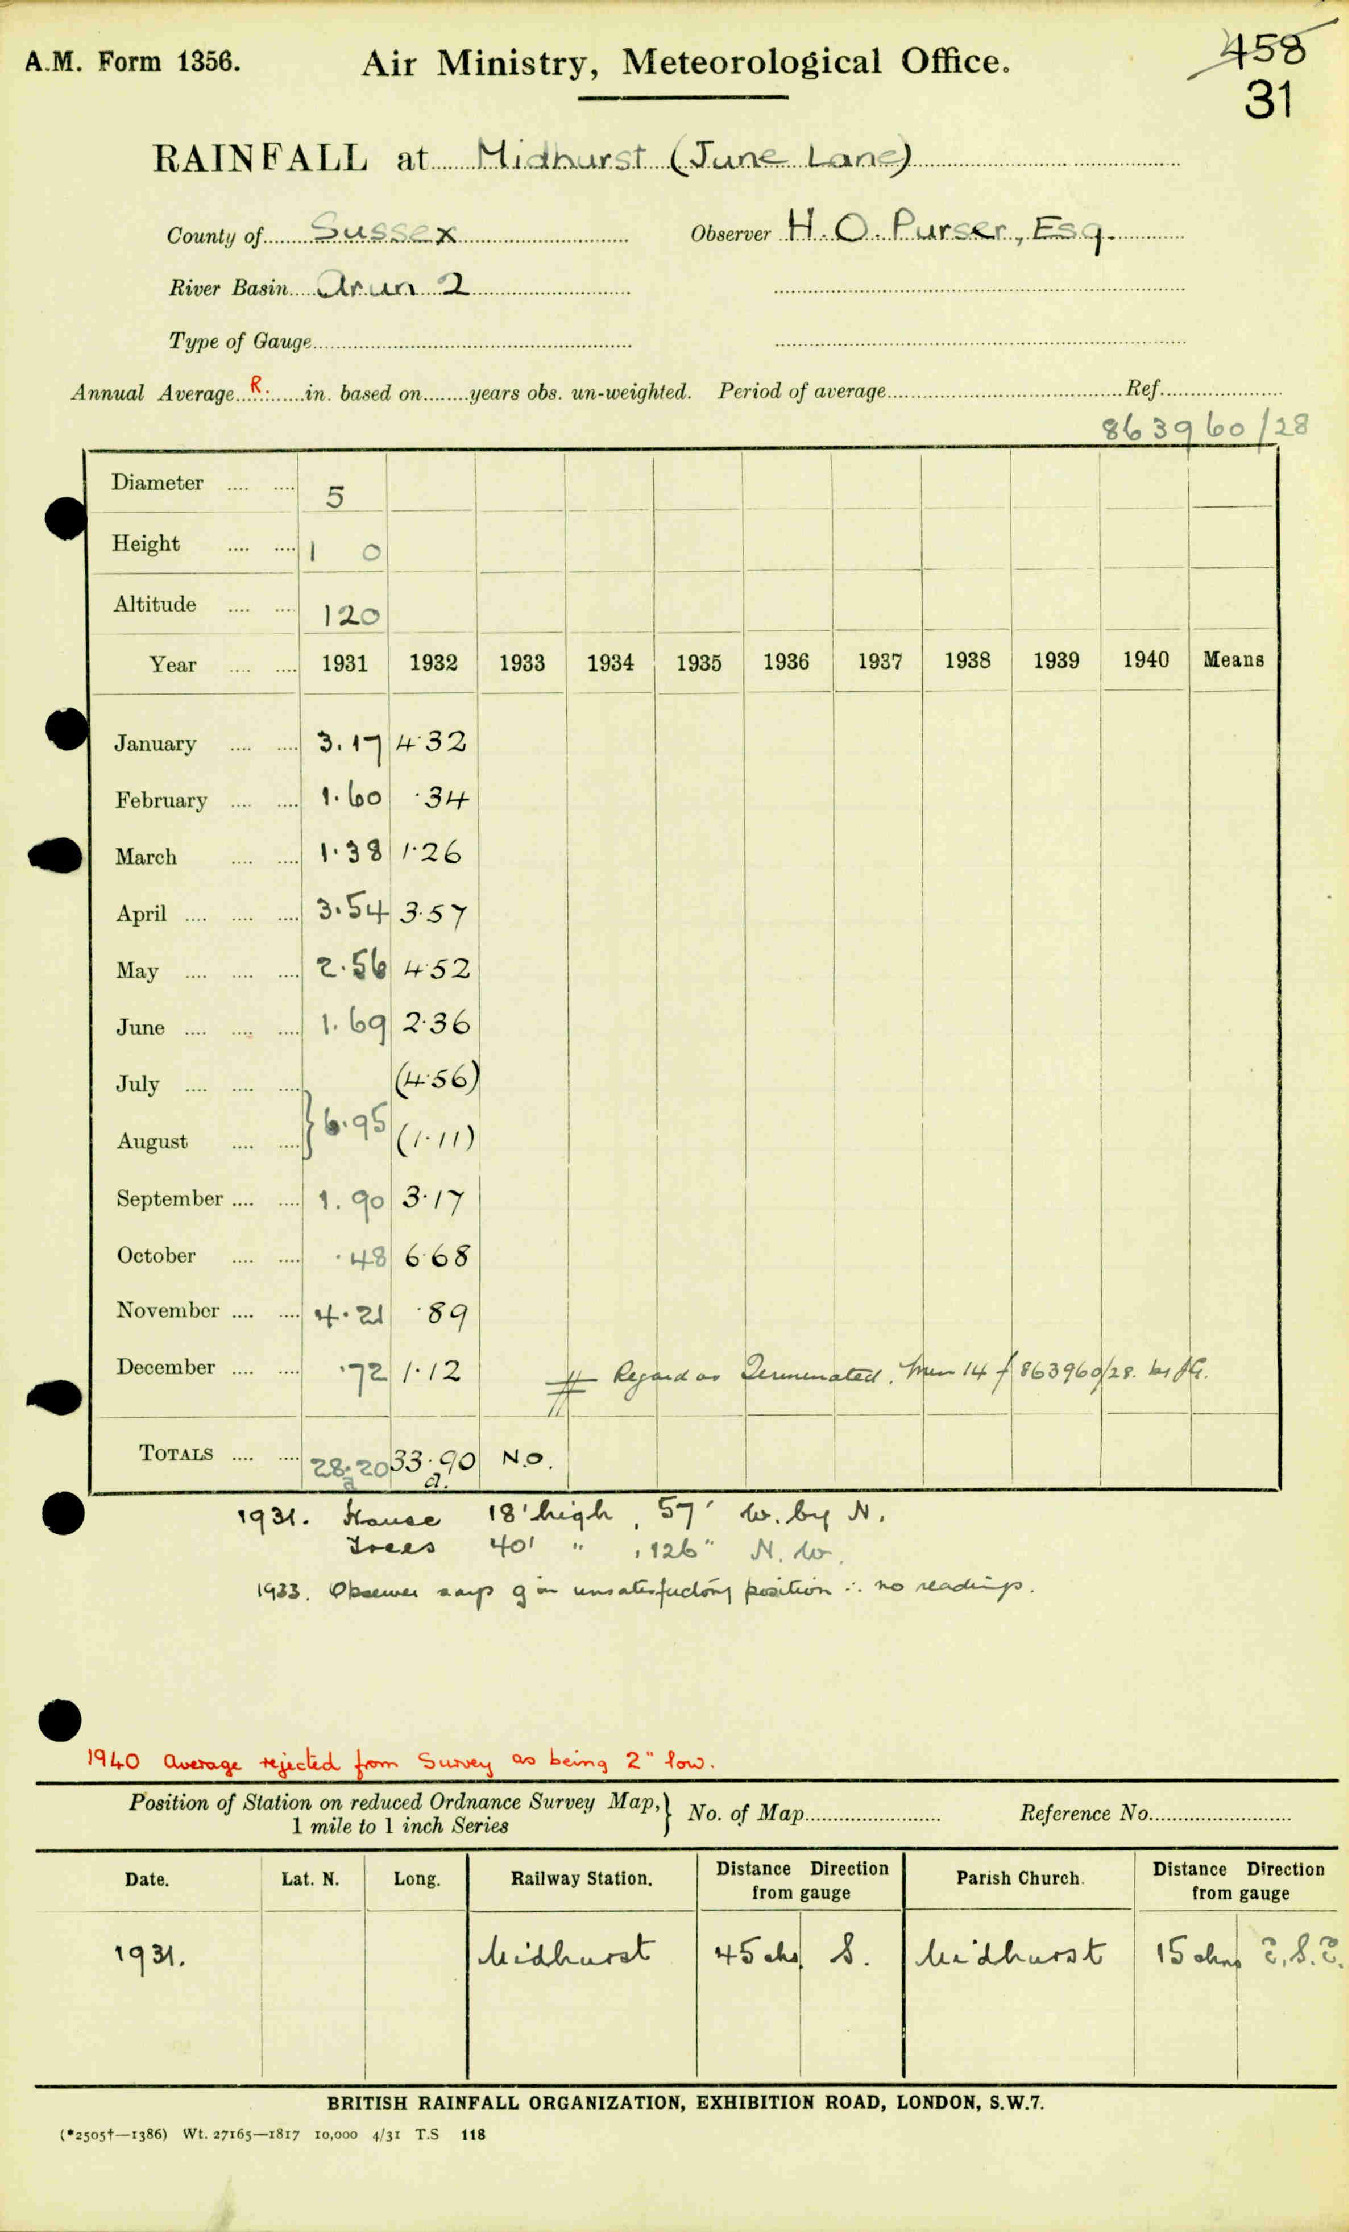 A.M. Form 1356.
Air Ministry, Meteorological Office.
458
31
RAINFALL at Midhurst (June Lane)
County of Sussex Observer H. O. Purser, Esq.
River Basin Arun 2
Type of Gauge
Annual Average R. in. based on years obs. un-weighted. Period of average Ref.
863960/28
Diameter 5
Height 1 0
Altitude 120
Year 1931 1932 1933 1934 1935 1936 1937 1938 1939 1940 Means
January 3.17 4.32
February 1.60 .34
March 1.38 1.26
April 3.54 3.57
May 2.56 4.52
June 1.69 2.36
July (4.56)
August } 6.95 (1.11)
September 1.90 3.17
October .48 6.68
November 4.21 .89
December .72 1.12 Regard as Terminated. 14 863960/28.
TOTALS 28.20 33.90 N.O.
a a.
1931. House 18' high, 57' W. by N.
Trees 40' " , 126" N.W.
1933. Observer says g in unsatisfactory position ∴ no readings.
1940 Average rejected from Survey as being 2" low.
Position of Station on reduced Ordnance Survey Map, } No. of Map Reference No.
1 mile to 1 inch Series
Date. Lat. N. Long. Railway Station. Distance Direction from gauge Parish Church. Distance Direction from gauge
1931. Midhurst 45 chs S. Midhurst 15 chns E.S.E.
BRITISH RAINFALL ORGANIZATION, EXHIBITION ROAD, LONDON, S.W.7.
(*2505†—1386) Wt. 27165—1817 10,000 4/31 T.S 118